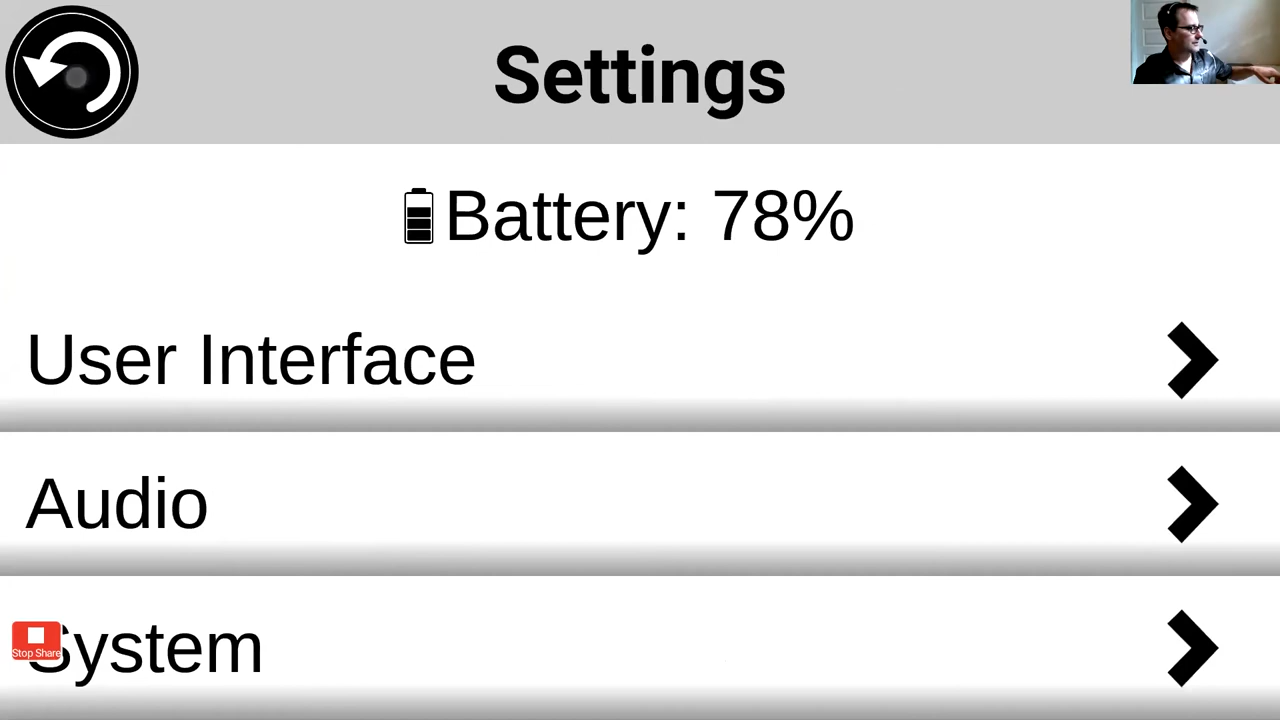 Settings
Battery: 78%
User Interface
Audio
System
Stop Share